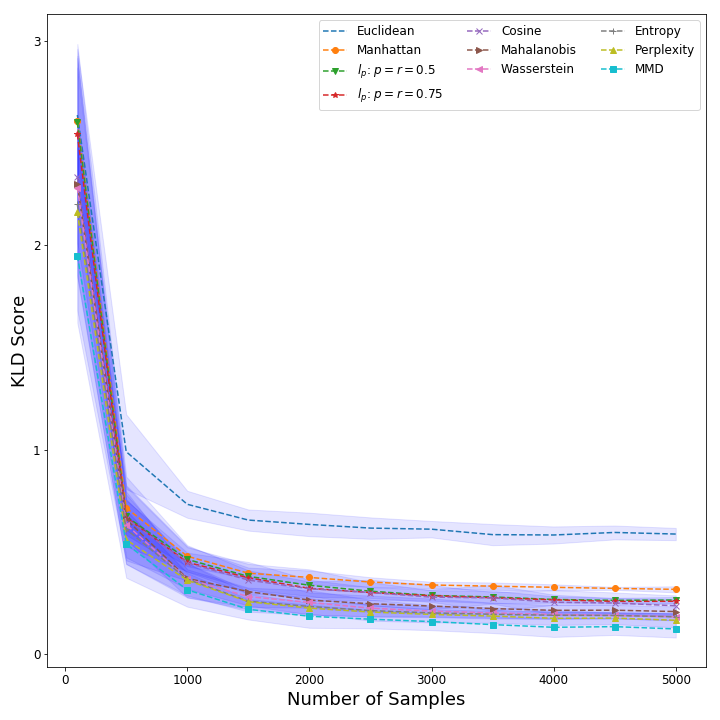 3
2
1
0
KLD Score
Euclidean
Manhattan
l_p: p = r = 0.5
l_p: p = r = 0.75
Cosine
Mahalanobis
Wasserstein
Entropy
Perplexity
MMD
0 1000 2000 3000 4000 5000
Number of Samples